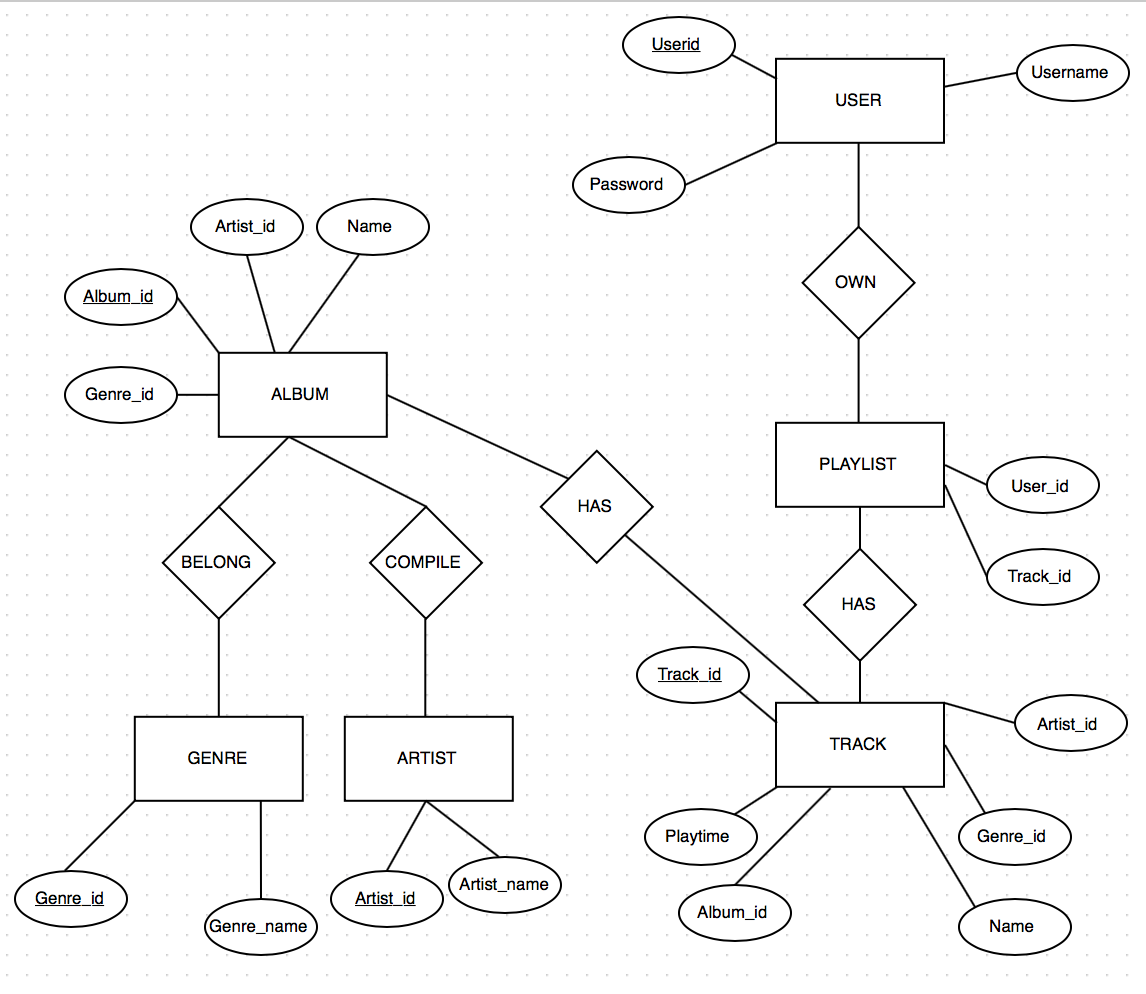 Userid
Username
USER
Password
Artist_id
Name
OWN
Album_id
Genre_id
ALBUM
PLAYLIST
User_id
HAS
BELONG
COMPILE
Track_id
HAS
Track_id
Artist_id
TRACK
GENRE
ARTIST
Playtime
Genre_id
Genre_id
Genre_name
Artist_id
Artist_name
Album_id
Name